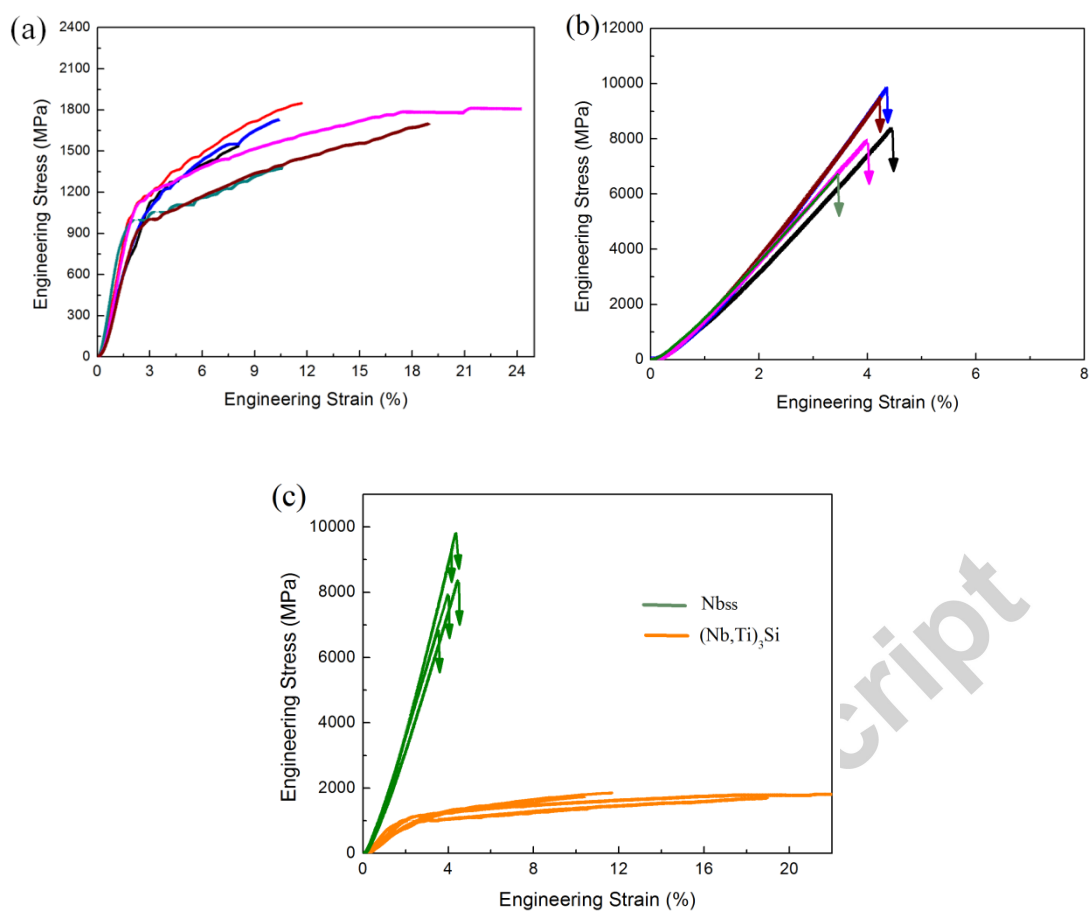 (a)
2400
2100
1800
1500
1200
900
600
300
0
Engineering Stress (MPa)
0 3 6 9 12 15 18 21 24
Engineering Strain (%)
(b)
12000
10000
8000
6000
4000
2000
0
Engineering Stress (MPa)
0 2 4 6 8
Engineering Strain (%)
(c)
10000
8000
6000
4000
2000
0
Engineering Stress (MPa)
0 4 8 12 16 20
Engineering Strain (%)
Nbss
(Nb,Ti)₃Si
cript